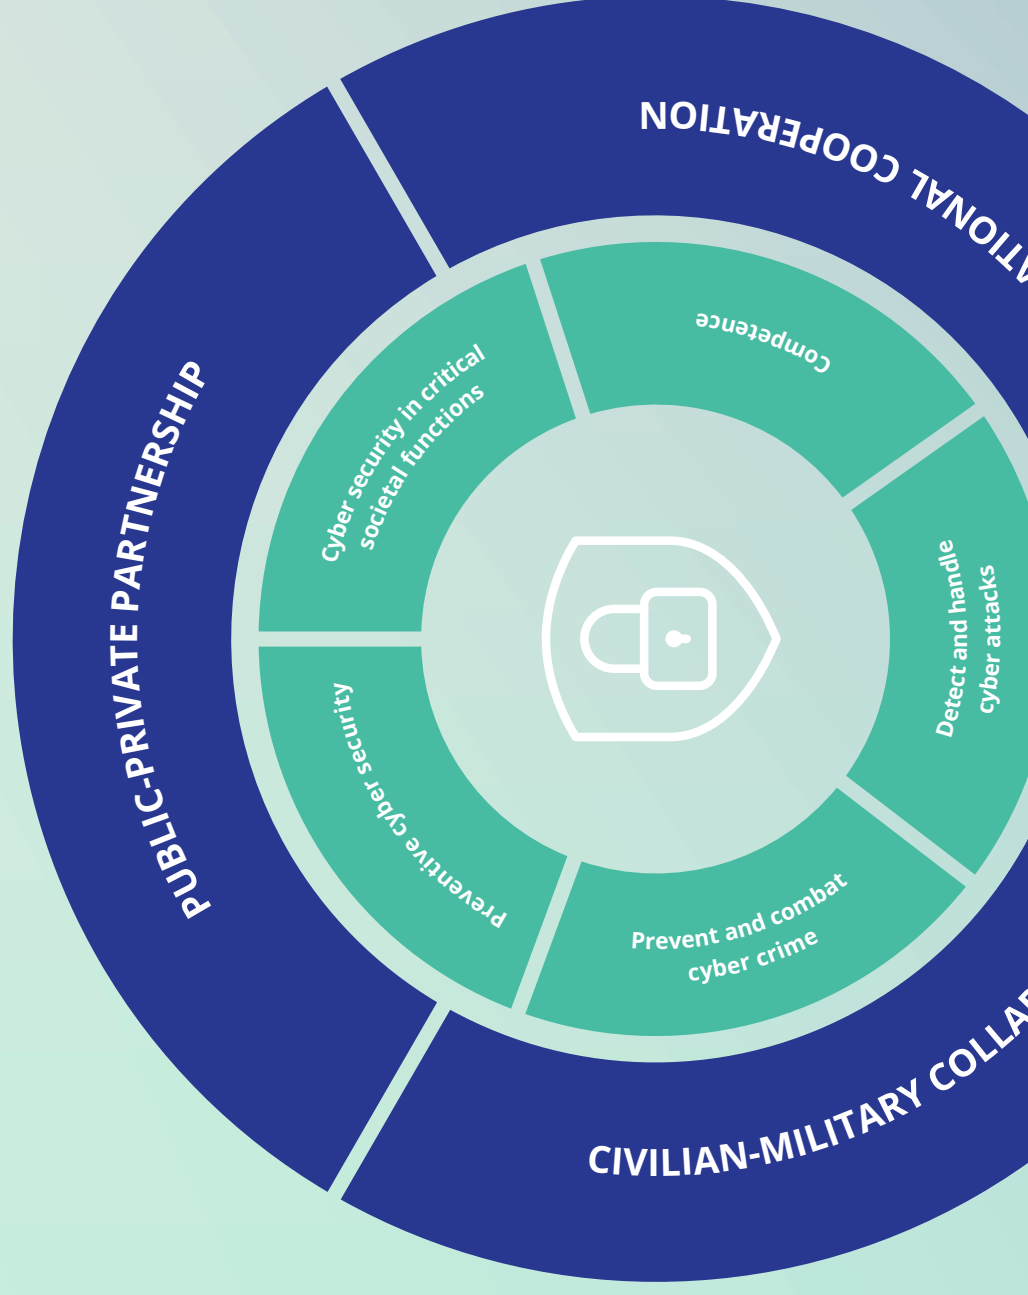 PUBLIC-PRIVATE PARTNERSHIP
ATIONAL COOPERATION
CIVILIAN-MILITARY COLLA
Cyber security in critical
societal functions
Competence
Detect and handle
cyber attacks
Prevent and combat
cyber crime
Preventive cyber security